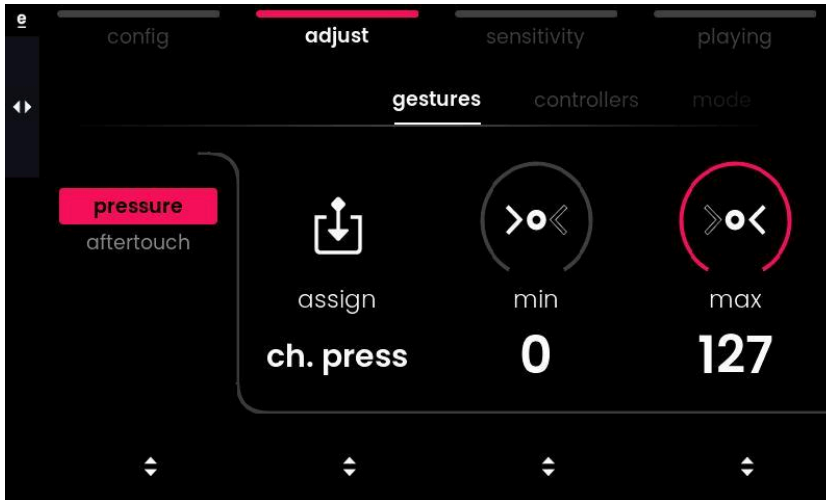 e
config adjust sensitivity playing
gestures controllers mode
pressure
aftertouch
assign min max
ch. press 0 127